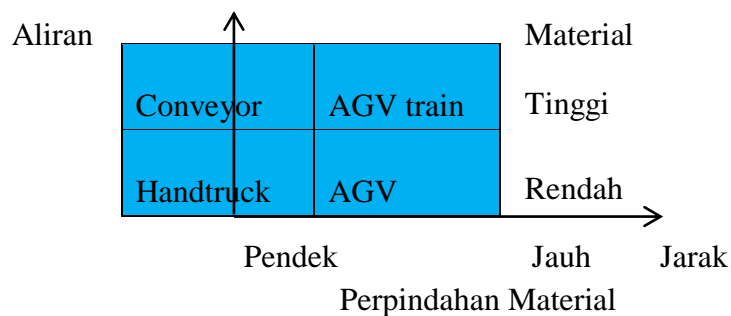 Aliran Material
Conveyor AGV train Tinggi
Handtruck AGV Rendah
Pendek Jauh Jarak
Perpindahan Material